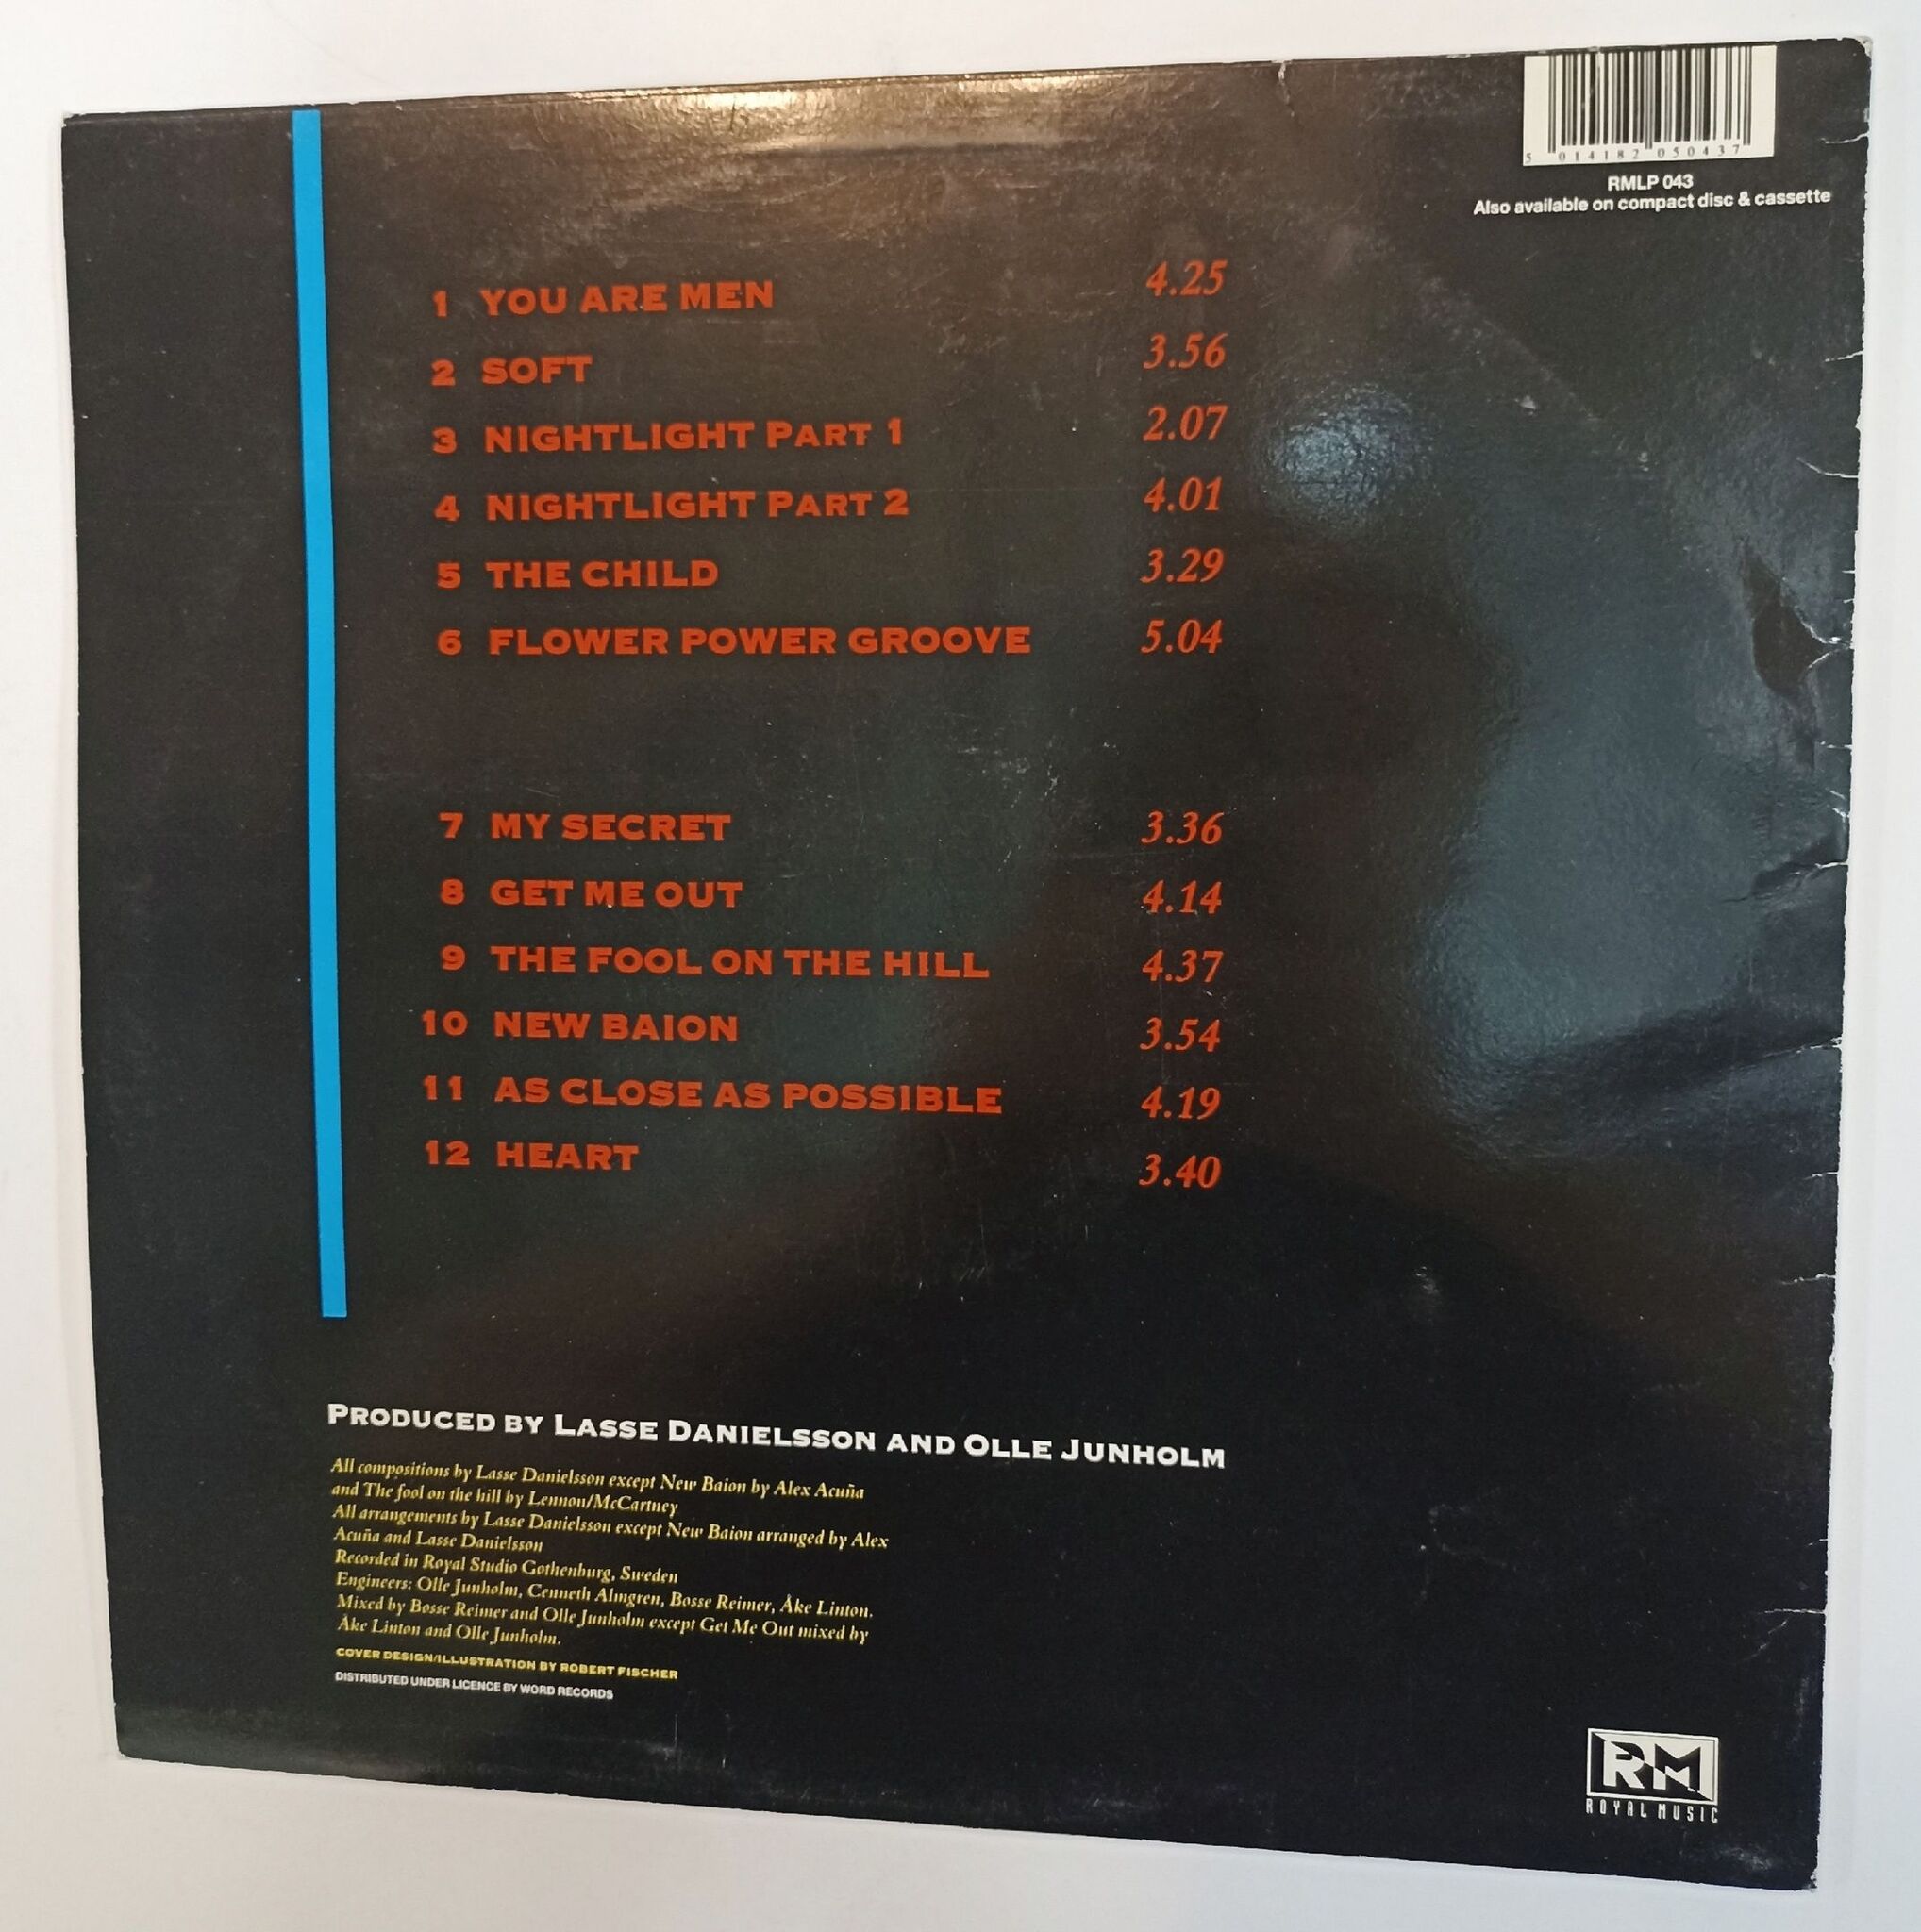 5 014182 050437
RMLP 043
Also available on compact disc & cassette
1 YOU ARE MEN 4.25
2 SOFT 3.56
3 NIGHTLIGHT PART 1 2.07
4 NIGHTLIGHT PART 2 4.01
5 THE CHILD 3.29
6 FLOWER POWER GROOVE 5.04
7 MY SECRET 3.36
8 GET ME OUT 4.14
9 THE FOOL ON THE HILL 4.37
10 NEW BAION 3.54
11 AS CLOSE AS POSSIBLE 4.19
12 HEART 3.40
PRODUCED BY LASSE DANIELSSON AND OLLE JUNHOLM
All compositions by Lasse Danielsson except New Baion by Alex Acuña
and The fool on the hill by Lennon/McCartney
All arrangements by Lasse Danielsson except New Baion arranged by Alex
Acuña and Lasse Danielsson
Recorded in Royal Studio Gothenburg, Sweden
Engineers: Olle Junholm, Cenneth Almgren, Bosse Reimer, Åke Linton.
Mixed by Bosse Reimer and Olle Junholm except Get Me Out mixed by
Åke Linton and Olle Junholm.
COVER DESIGN/ILLUSTRATION BY ROBERT FISCHER
DISTRIBUTED UNDER LICENCE BY WORD RECORDS
RM
ROYAL MUSIC